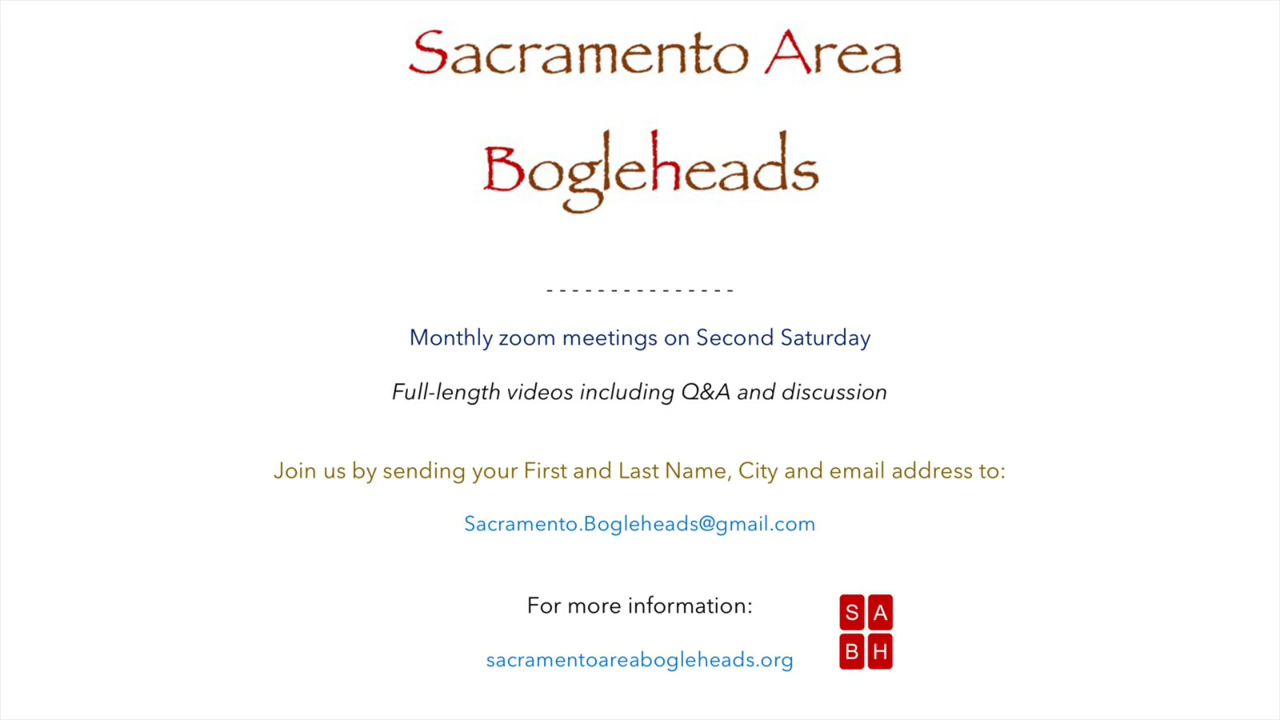 Sacramento Area
Bogleheads
- - - - - - - - - - - - - - -
Monthly zoom meetings on Second Saturday
Full-length videos including Q&A and discussion
Join us by sending your First and Last Name, City and email address to:
Sacramento.Bogleheads@gmail.com
For more information:
sacramentoareabogleheads.org
S A
B H